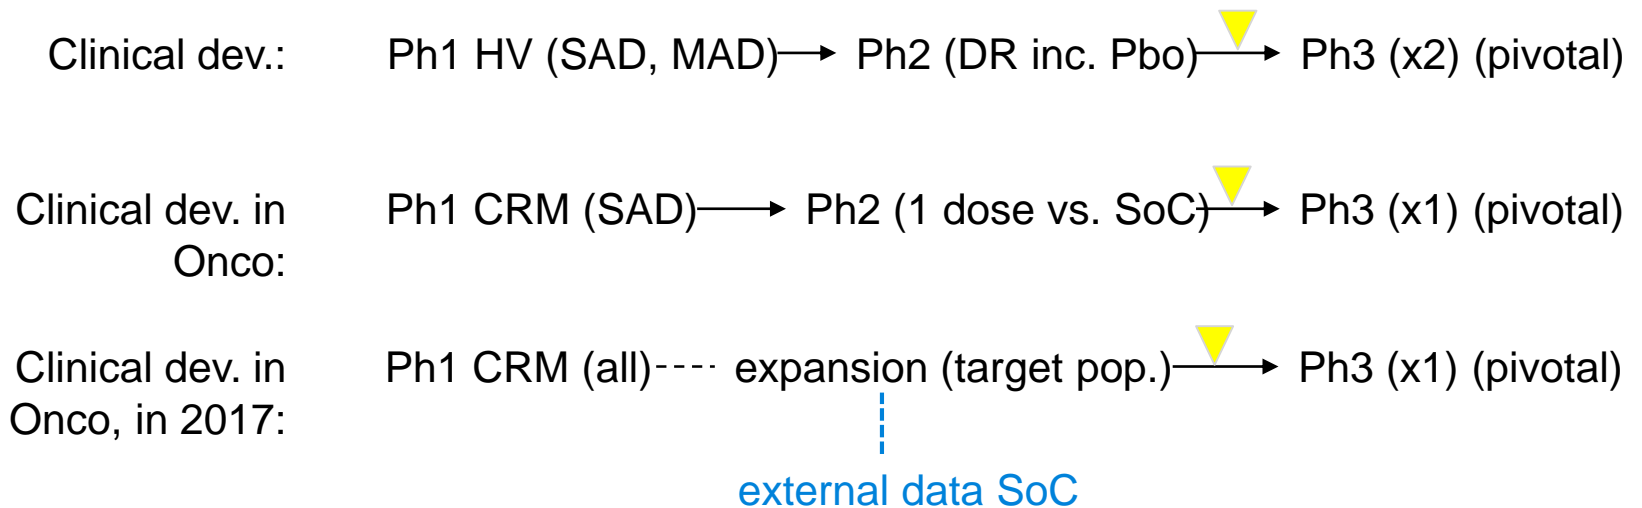 Clinical dev.: Ph1 HV (SAD, MAD) Ph2 (DR inc. Pbo) Ph3 (x2) (pivotal)
Clinical dev. in Ph1 CRM (SAD) Ph2 (1 dose vs. SoC) Ph3 (x1) (pivotal)
Onco:
Clinical dev. in Ph1 CRM (all) expansion (target pop.) Ph3 (x1) (pivotal)
Onco, in 2017:
external data SoC